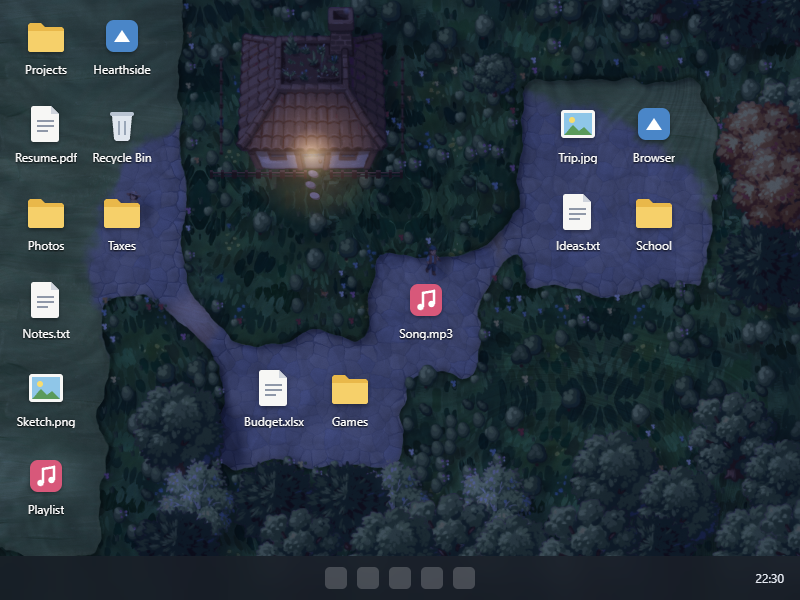 Projects
Hearthside
Resume.pdf
Recycle Bin
Trip.jpg
Browser
Photos
Taxes
Ideas.txt
School
Notes.txt
Song.mp3
Sketch.png
Budget.xlsx
Games
Playlist
22:30